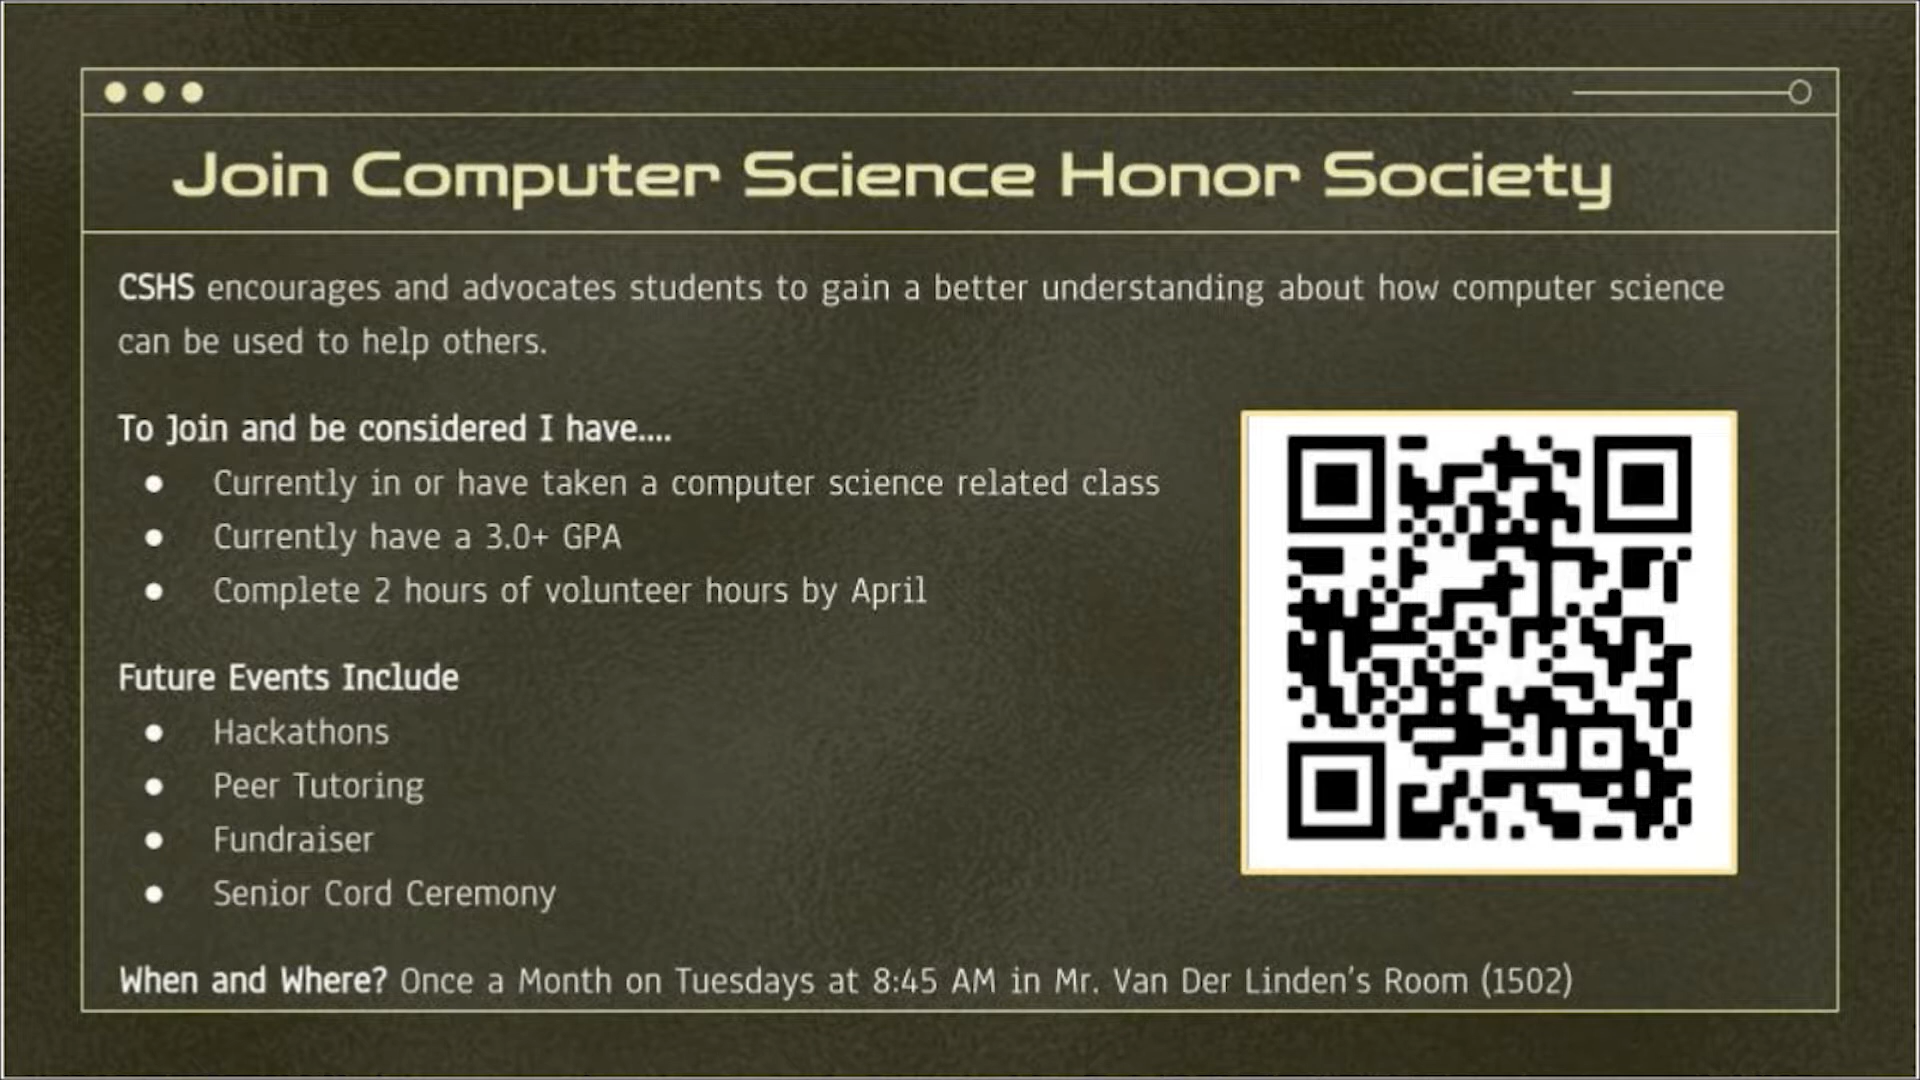 Join Computer Science Honor Society
CSHS encourages and advocates students to gain a better understanding about how computer science
can be used to help others.
To Join and be considered I have....
● Currently in or have taken a computer science related class
● Currently have a 3.0+ GPA
● Complete 2 hours of volunteer hours by April
Future Events Include
● Hackathons
● Peer Tutoring
● Fundraiser
● Senior Cord Ceremony
When and Where? Once a Month on Tuesdays at 8:45 AM in Mr. Van Der Linden's Room (1502)